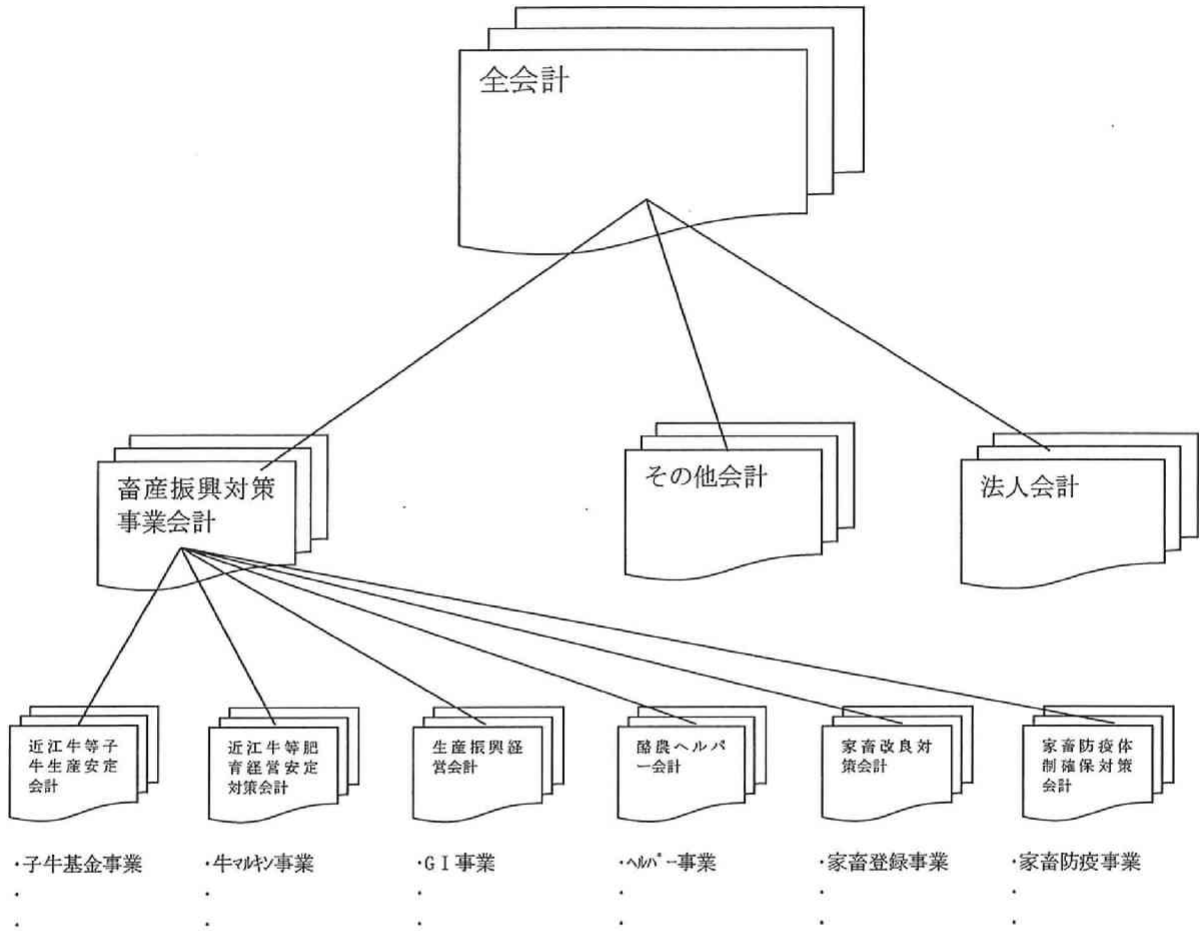 全会計
畜産振興対策
事業会計
その他会計
法人会計
近江牛等子
牛生産安定
会計
近江牛等肥
育経営安定
対策会計
生産振興経
営会計
酪農ヘルパ
ー会計
家畜改良対
策会計
家畜防疫体
制確保対策
会計
・子牛基金事業
・牛マルキン事業
・GI事業
・ヘルパー事業
・家畜登録事業
・家畜防疫事業
・ ・ ・ ・ ・ ・
・ ・ ・ ・ ・ ・